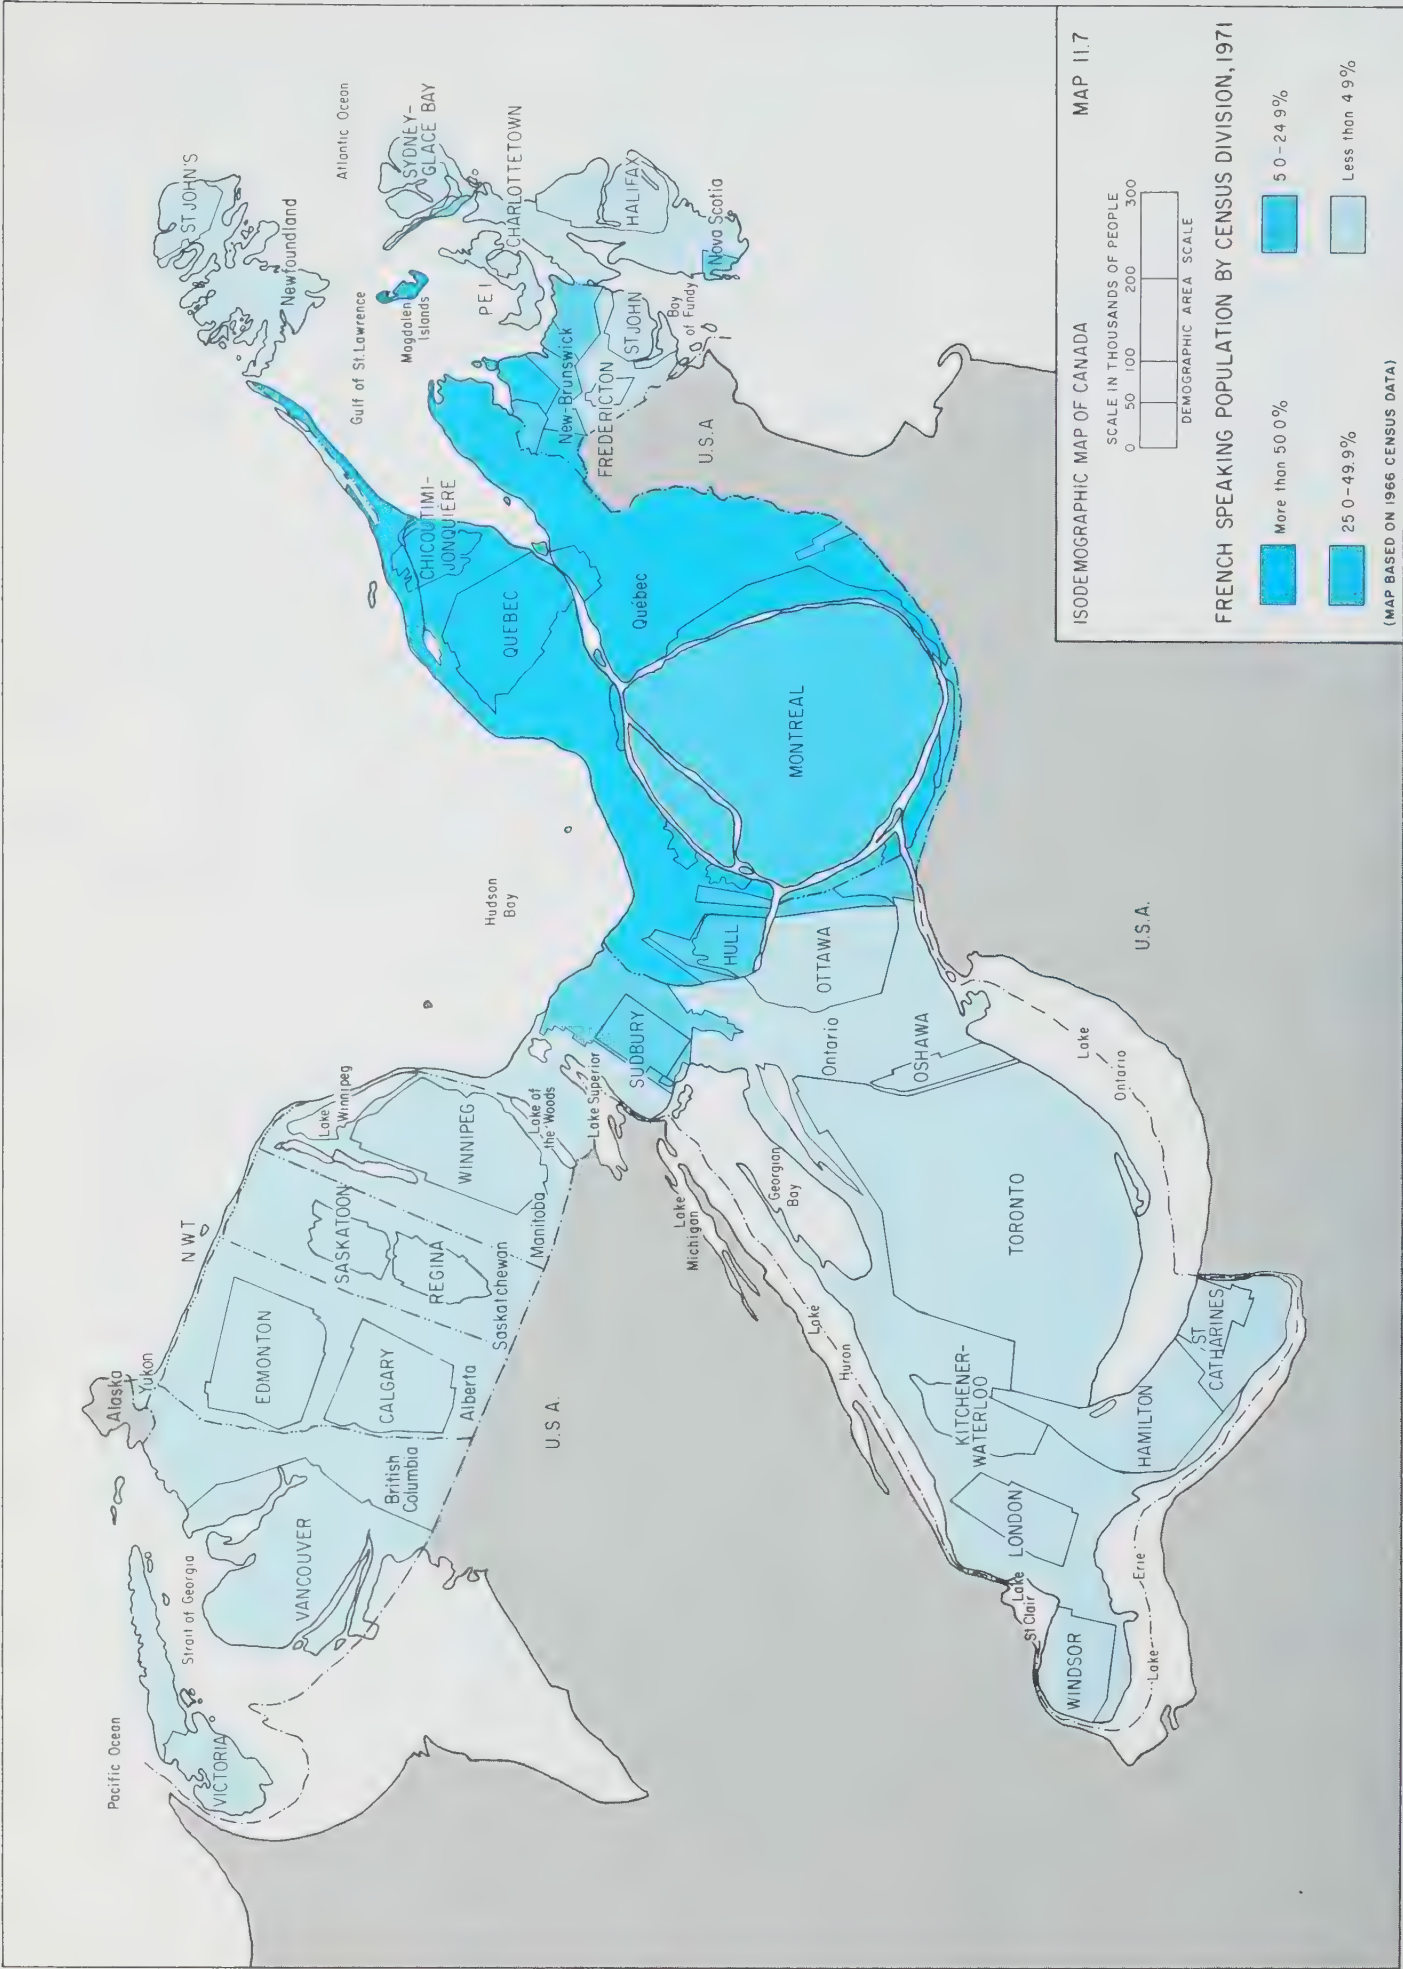 Pacific Ocean
VICTORIA
Strait of Georgia
VANCOUVER
British
Columbia
Alaska
Yukon
N W T
EDMONTON
CALGARY
Alberta
SASKATOON
REGINA
Saskatchewan
Lake
Winnipeg
WINNIPEG
Manitoba
Lake of
the Woods
Lake Superior
U.S A.
Hudson
Bay
SUDBURY
Lake
Michigan
Georgian
Bay
Lake
Huron
Ontario
OTTAWA
HULL
OSHAWA
TORONTO
Lake
Ontario
KITCHENER-
WATERLOO
HAMILTON
ST
CATHARINES
LONDON
Lake
St Clair
WINDSOR
Lake
Erie
U.S.A.
MONTREAL
Québec
QUEBEC
CHICOUTIMI-
JONQUIÈRE
Gulf of St. Lawrence
Magdalen
Islands
ST JOHN'S
Newfoundland
Atlantic Ocean
SYDNEY-
GLACE BAY
CHARLOTTETOWN
P E I
HALIFAX
Nova Scotia
New-Brunswick
FREDERICTON
ST JOHN
Bay
of Fundy
U.S.A
ISODEMOGRAPHIC MAP OF CANADA
MAP 11.7
SCALE IN THOUSANDS OF PEOPLE
0 50 100 200 300
DEMOGRAPHIC AREA SCALE
FRENCH SPEAKING POPULATION BY CENSUS DIVISION, 1971
More than 50 0%
5 0-24 9%
25 0-49.9%
Less than 4 9%
(MAP BASED ON 1966 CENSUS DATA)